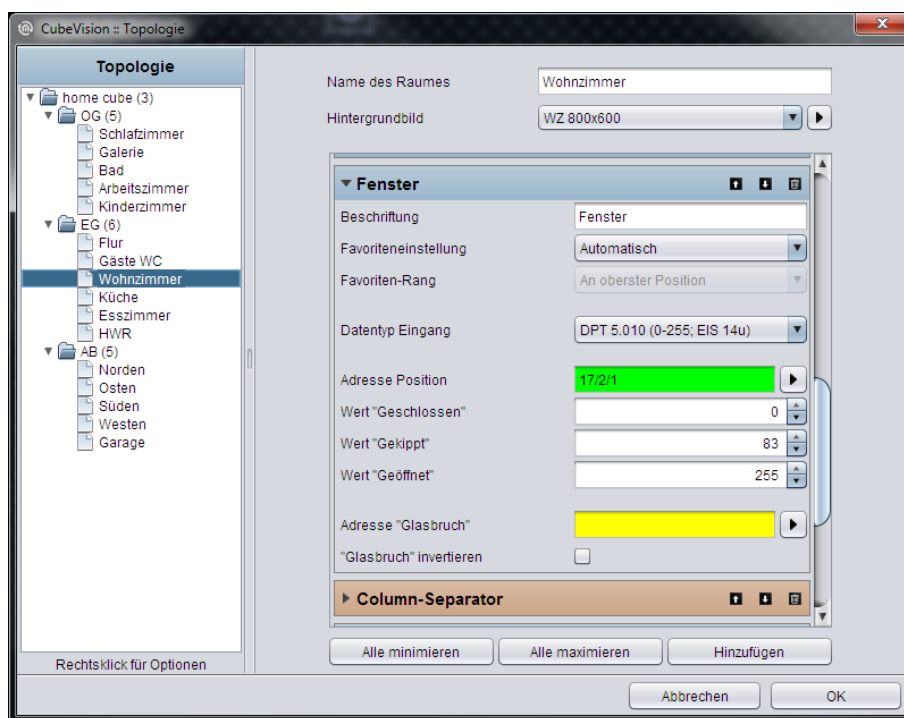 CubeVision :: Topologie
Topologie
home cube (3)
OG (5)
Schlafzimmer
Galerie
Bad
Arbeitszimmer
Kinderzimmer
EG (6)
Flur
Gäste WC
Wohnzimmer
Küche
Esszimmer
HWR
AB (5)
Norden
Osten
Süden
Westen
Garage
Rechtsklick für Optionen
Name des Raumes Wohnzimmer
Hintergrundbild WZ 800x600
Fenster
Beschriftung Fenster
Favoriteneinstellung Automatisch
Favoriten-Rang An oberster Position
Datentyp Eingang DPT 5.010 (0-255; EIS 14u)
Adresse Position 17/2/1
Wert "Geschlossen" 0
Wert "Gekippt" 83
Wert "Geöffnet" 255
Adresse "Glasbruch"
"Glasbruch" invertieren
Column-Separator
Alle minimieren Alle maximieren Hinzufügen
Abbrechen OK